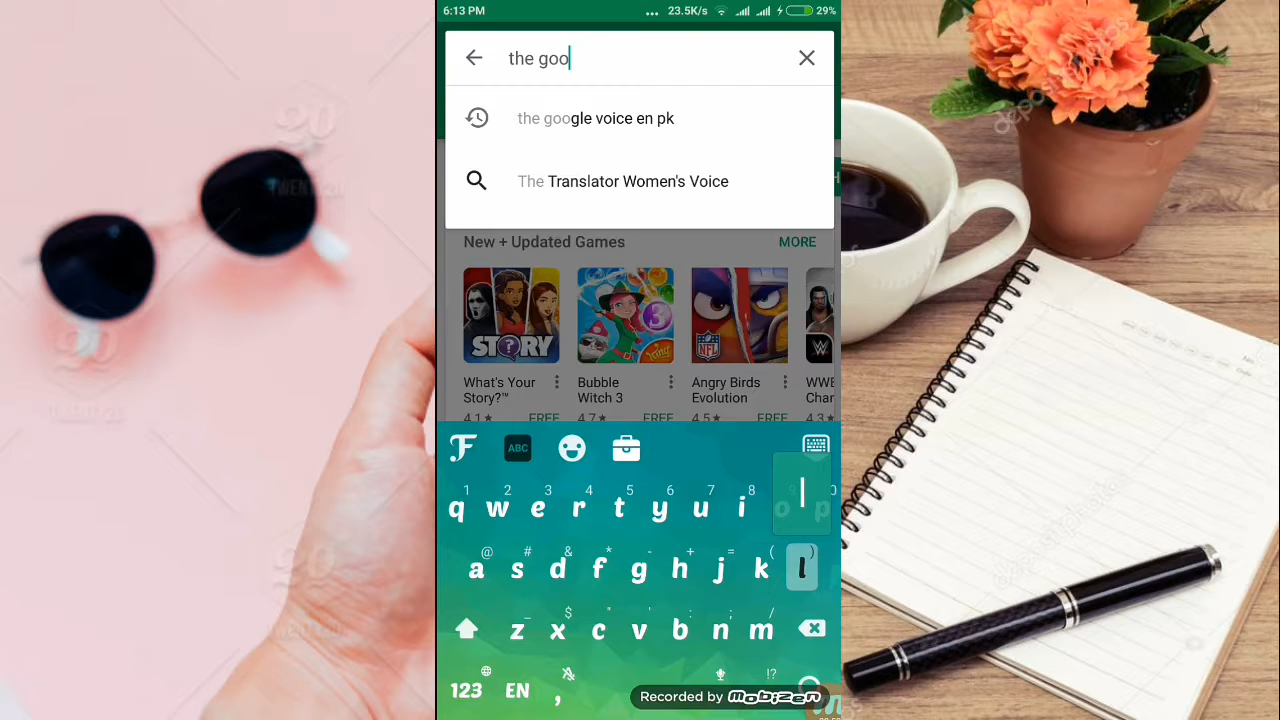 6:13 PM
... 23.5K/s
29%
the goo
the google voice en pk
The Translator Women's Voice
New + Updated Games
MORE
STORY
NFL
What's Your
Story?™
Bubble
Witch 3
Angry Birds
Evolution
WWE
Char
4.1★
FREE
4.7★
FREE
4.5★
FREE
4.3★
ABC
1 2 3 4 5 6 7 8 9 0
q w e r t y u i o p
l
@ # & * - + = ( )
a s d f g h j k l
_ $ " ' : ; /
z x c v b n m
!?
123 EN ,
Recorded by mobizen